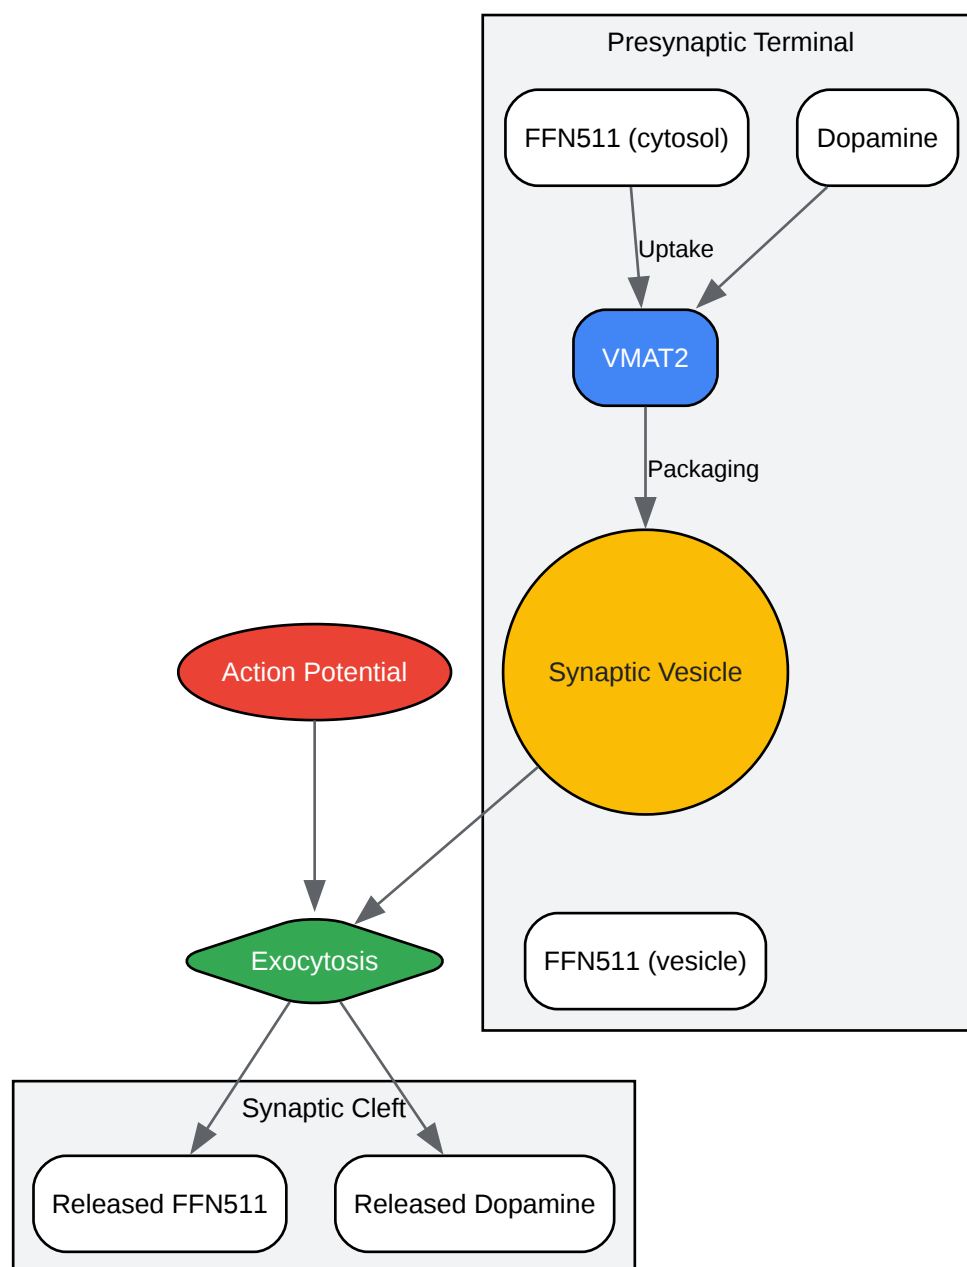 Presynaptic Terminal
FFN511 (cytosol)
Dopamine
Uptake
VMAT2
Packaging
Action Potential
Synaptic Vesicle
Exocytosis
FFN511 (vesicle)
Synaptic Cleft
Released FFN511
Released Dopamine